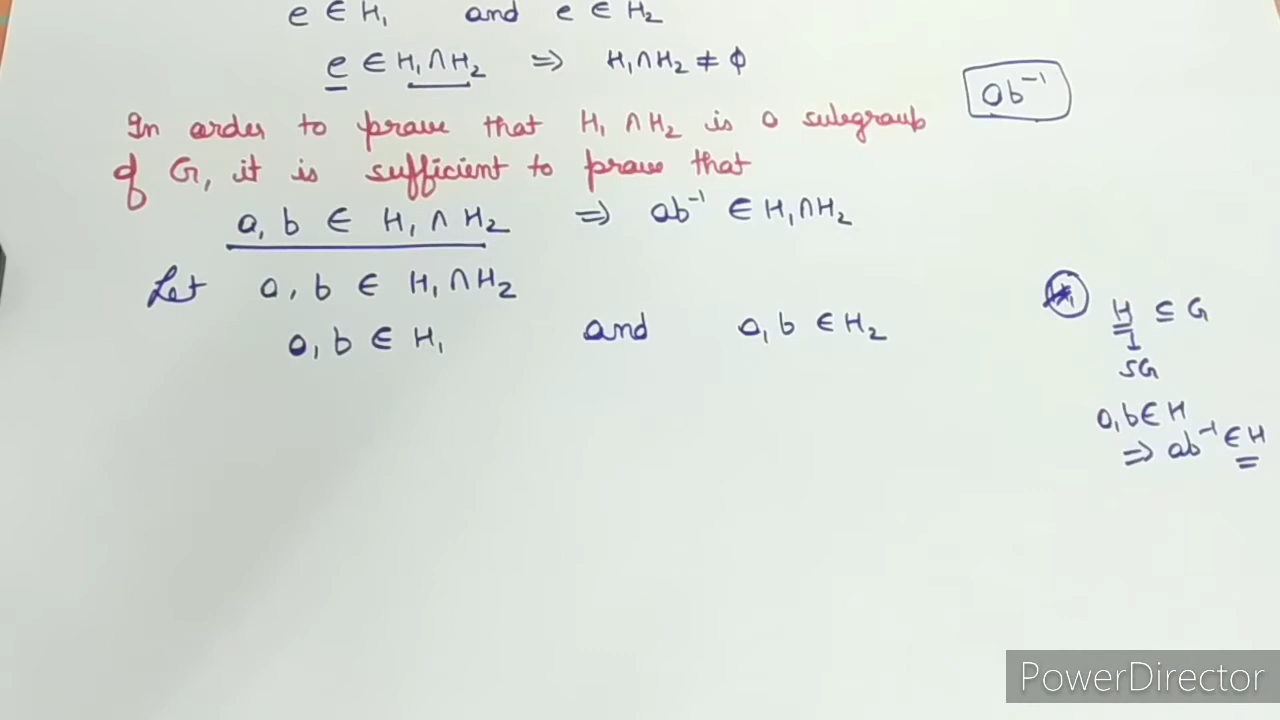 e ∈ H₁ and e ∈ H₂
e ∈ H₁∩H₂ ⇒ H₁∩H₂ ≠ ϕ
ab⁻¹
In order to prove that H₁ ∩H₂ is a subgroup
of G, it is sufficient to prove that
a, b ∈ H₁ ∩ H₂ ⇒ ab⁻¹ ∈ H₁∩H₂
Let a, b ∈ H₁∩H₂
a, b ∈ H₁ and a, b ∈ H₂
H ⊆ G
SG
a, b ∈ H
⇒ ab⁻¹ ∈ H
PowerDirector